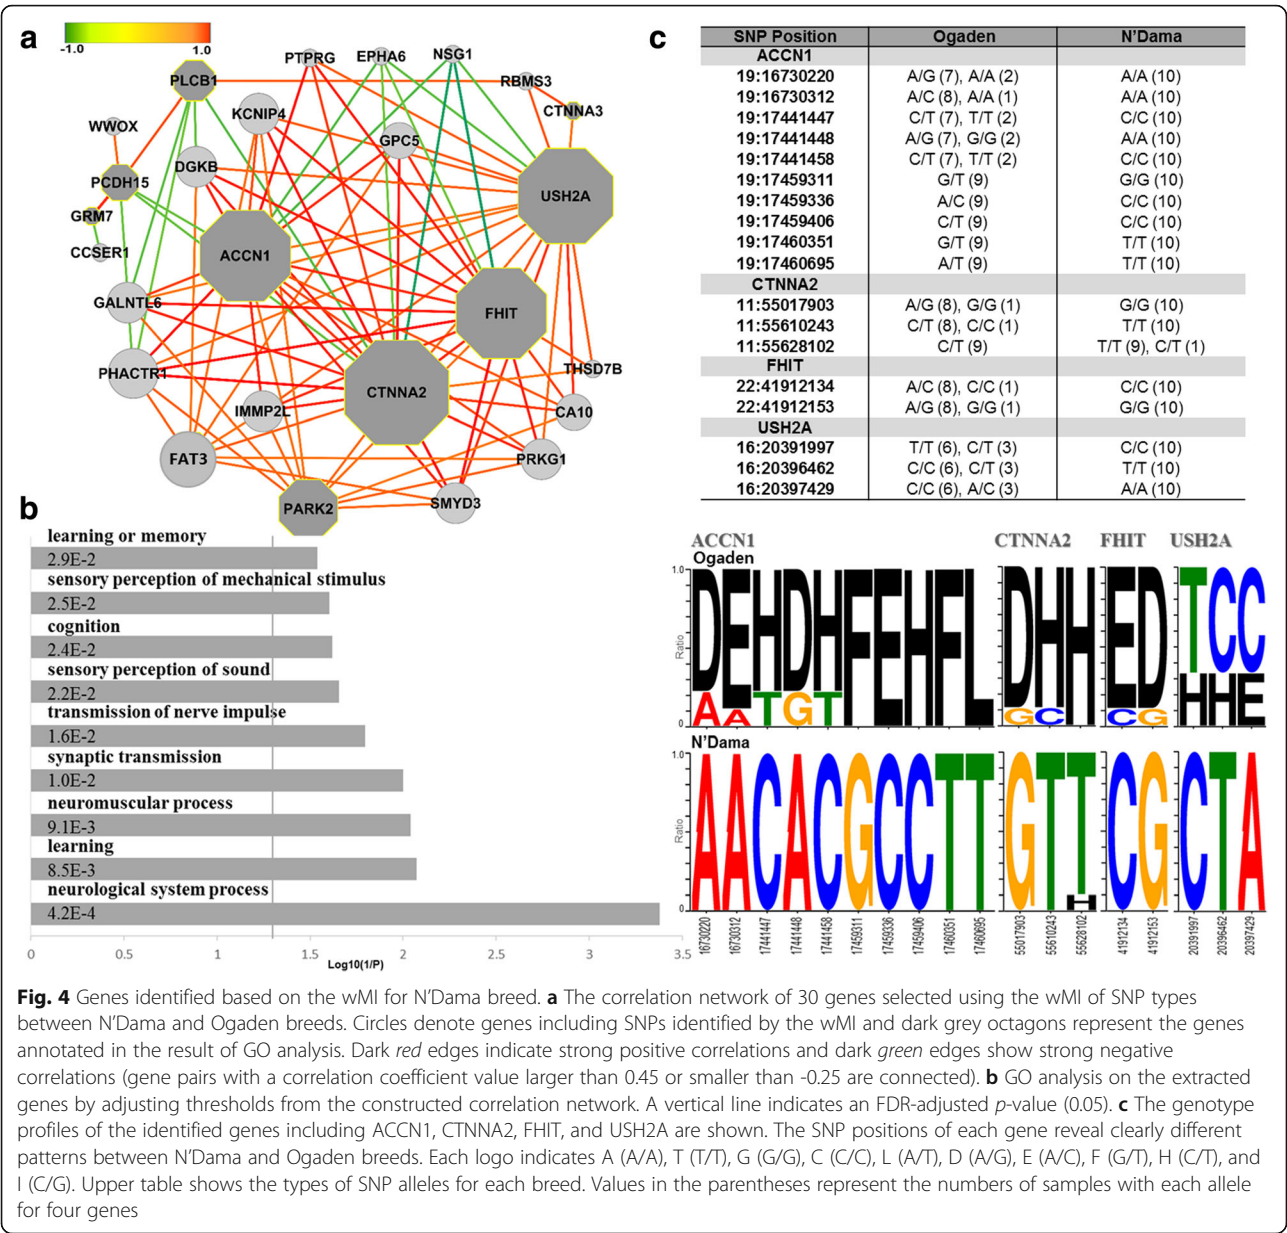 a
-1.0 1.0
PLCB1
PTPRG
EPHA6
NSG1
RBMS3
CTNNA3
KCNIP4
WWOX
GPC5
DGKB
PCDH15
USH2A
GRM7
CCSER1
ACCN1
GALNTL6
FHIT
PHACTR1
THSD7B
CTNNA2
IMMP2L
CA10
FAT3
PRKG1
PARK2
SMYD3
b
learning or memory
2.9E-2
sensory perception of mechanical stimulus
2.5E-2
cognition
2.4E-2
sensory perception of sound
2.2E-2
transmission of nerve impulse
1.6E-2
synaptic transmission
1.0E-2
neuromuscular process
9.1E-3
learning
8.5E-3
neurological system process
4.2E-4
0 0.5 1 1.5 2 2.5 3 3.5
Log10(1/P)
c
SNP Position Ogaden N'Dama
ACCN1
19:16730220 A/G (7), A/A (2) A/A (10)
19:16730312 A/C (8), A/A (1) A/A (10)
19:17441447 C/T (7), T/T (2) C/C (10)
19:17441448 A/G (7), G/G (2) A/A (10)
19:17441458 C/T (7), T/T (2) C/C (10)
19:17459311 G/T (9) G/G (10)
19:17459336 A/C (9) C/C (10)
19:17459406 C/T (9) C/C (10)
19:17460351 G/T (9) T/T (10)
19:17460695 A/T (9) T/T (10)
CTNNA2
11:55017903 A/G (8), G/G (1) G/G (10)
11:55610243 C/T (8), C/C (1) T/T (10)
11:55628102 C/T (9) T/T (9), C/T (1)
FHIT
22:41912134 A/C (8), C/C (1) C/C (10)
22:41912153 A/G (8), G/G (1) G/G (10)
USH2A
16:20391997 T/T (6), C/T (3) C/C (10)
16:20396462 C/C (6), C/T (3) T/T (10)
16:20397429 C/C (6), A/C (3) A/A (10)
ACCN1 CTNNA2 FHIT USH2A
Ogaden
1.0
Ratio
0
DEHDHFEHFL DHH ED TCC
AATGT GC CG HHE
N'Dama
1.0
Ratio
0
AACACGCCTT GTT CG CTA
H
16730220 16730312 17441447 17441448 17441458 17459311 17459336 17459406 17460351 17460695 55017903 55610243 55628102 41912134 41912153 20391997 20396462 20397429
Fig. 4 Genes identified based on the wMI for N'Dama breed. a The correlation network of 30 genes selected using the wMI of SNP types
between N'Dama and Ogaden breeds. Circles denote genes including SNPs identified by the wMI and dark grey octagons represent the genes
annotated in the result of GO analysis. Dark red edges indicate strong positive correlations and dark green edges show strong negative
correlations (gene pairs with a correlation coefficient value larger than 0.45 or smaller than -0.25 are connected). b GO analysis on the extracted
genes by adjusting thresholds from the constructed correlation network. A vertical line indicates an FDR-adjusted p-value (0.05). c The genotype
profiles of the identified genes including ACCN1, CTNNA2, FHIT, and USH2A are shown. The SNP positions of each gene reveal clearly different
patterns between N'Dama and Ogaden breeds. Each logo indicates A (A/A), T (T/T), G (G/G), C (C/C), L (A/T), D (A/G), E (A/C), F (G/T), H (C/T), and
I (C/G). Upper table shows the types of SNP alleles for each breed. Values in the parentheses represent the numbers of samples with each allele
for four genes